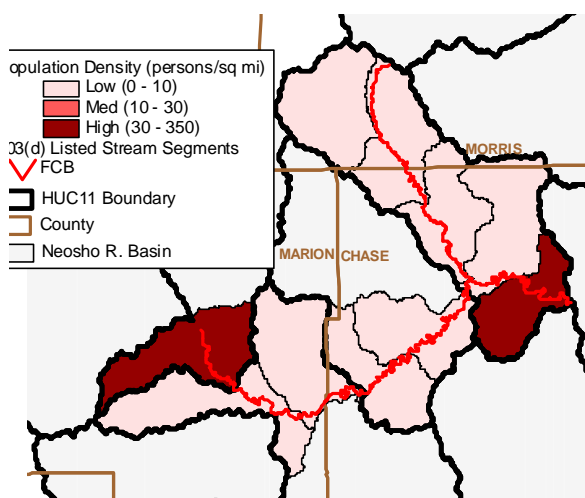 opulation Density (persons/sq mi)
Low (0 - 10)
Med (10 - 30)
High (30 - 350)
03(d) Listed Stream Segments
FCB
HUC11 Boundary
County
Neosho R. Basin
MORRIS
MARION
CHASE